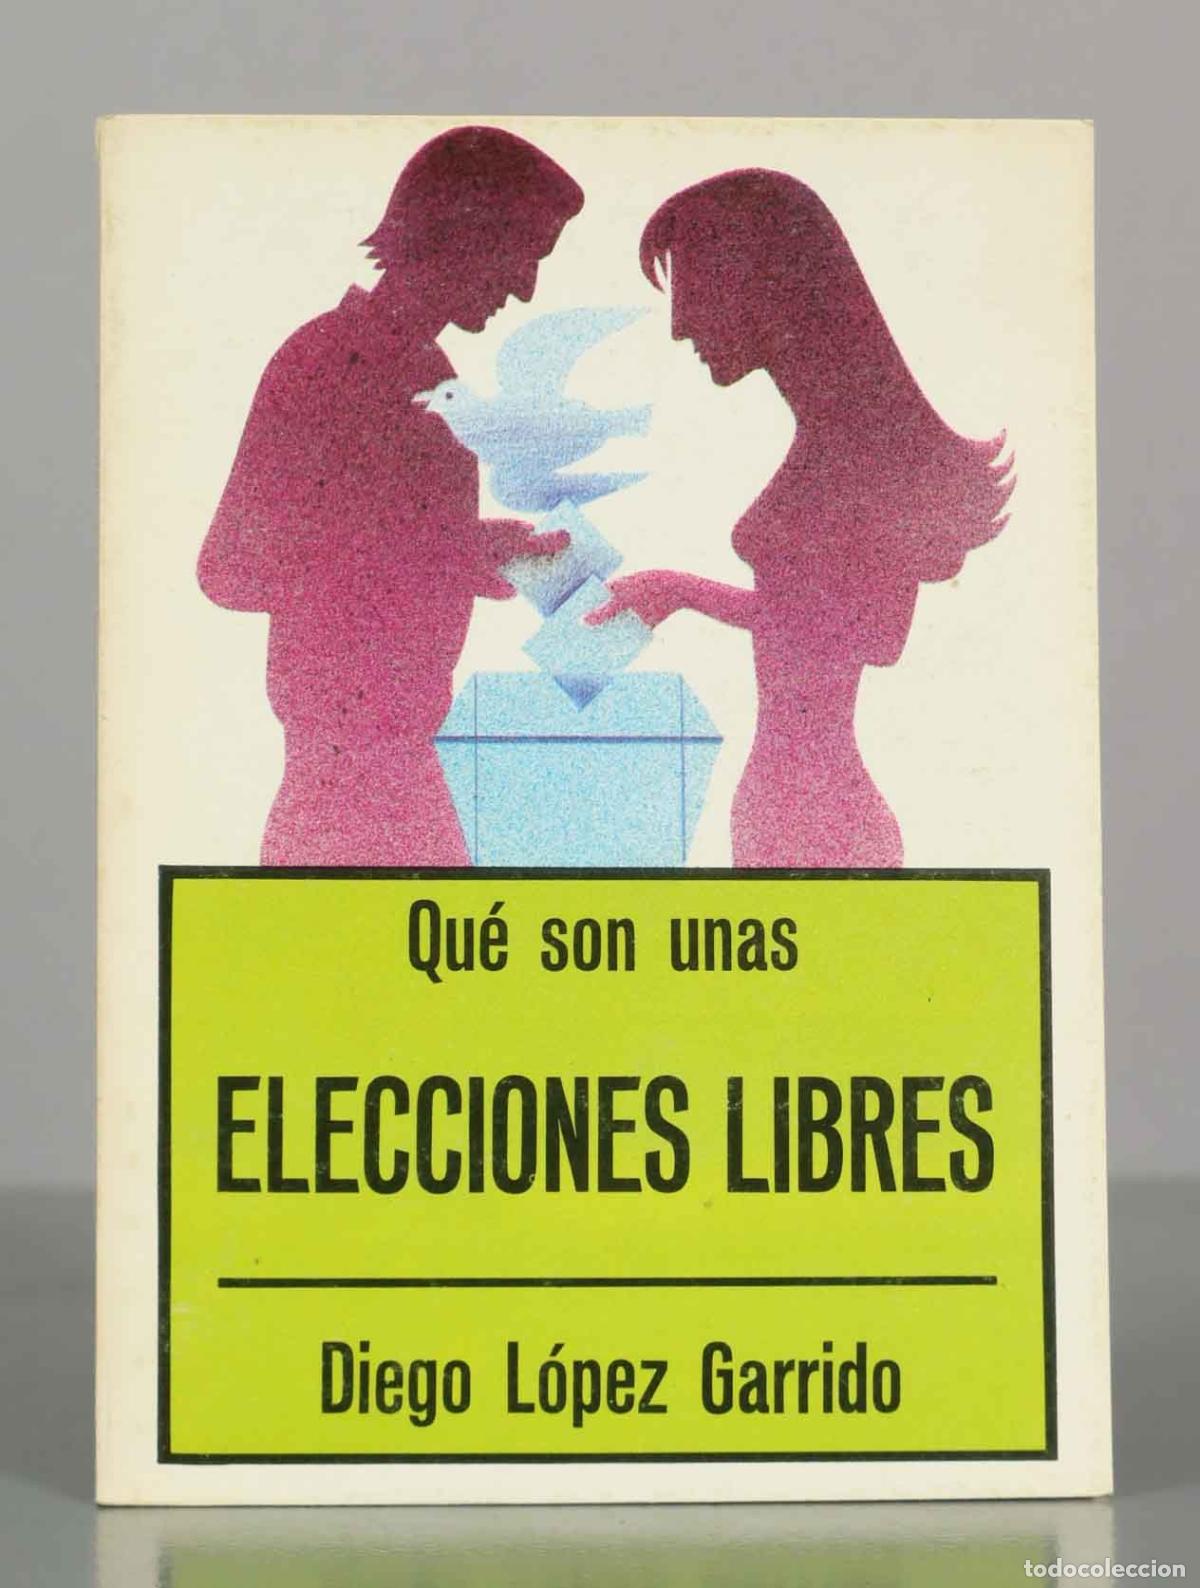 Qué son unas
ELECCIONES LIBRES
Diego López Garrido
todocoleccion